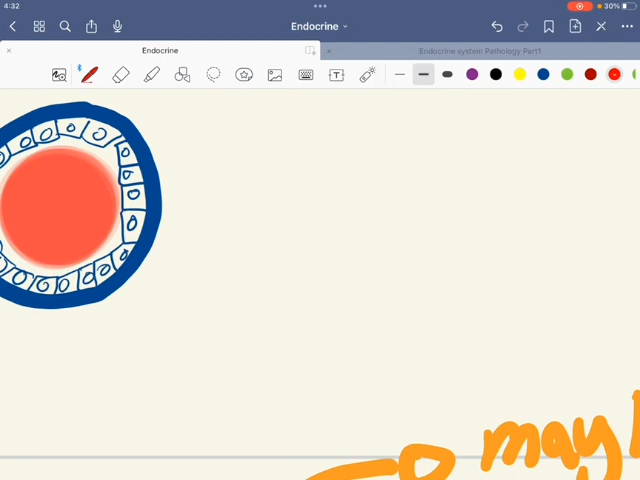 4:32
30%
Endocrine
Endocrine
Endocrine system Pathology Part1
may